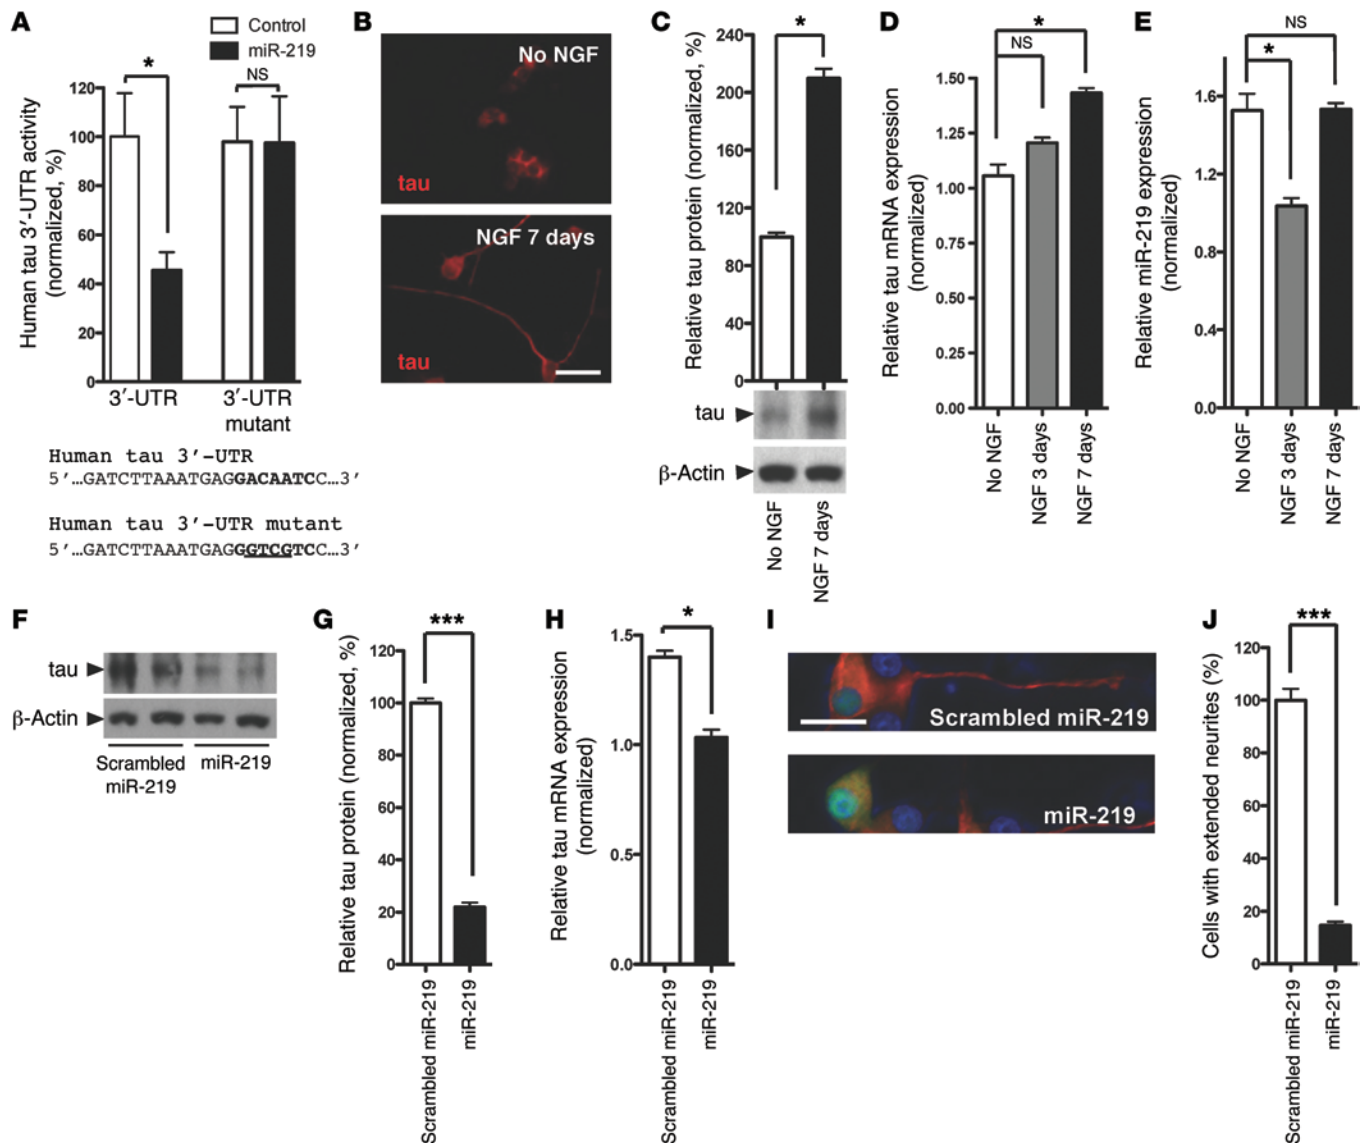 A
Control
miR-219
*
NS
120
100
80
60
40
20
0
Human tau 3′-UTR activity
(normalized, %)
3′-UTR
3′-UTR
mutant
Human tau 3′-UTR
5′…GATCTTAAATGAGGACAATCC…3′
Human tau 3′-UTR mutant
5′…GATCTTAAATGAGGGTCGTCC…3′
B
No NGF
tau
NGF 7 days
tau
C
*
240
200
160
120
80
40
0
Relative tau protein (normalized, %)
tau
β-Actin
No NGF
NGF 7 days
D
*
NS
1.50
1.25
1.00
0.75
0.50
0.25
0.00
Relative tau mRNA expression
(normalized)
No NGF
NGF 3 days
NGF 7 days
E
NS
*
1.6
1.2
0.8
0.4
0.0
Relative miR-219 expression
(normalized)
No NGF
NGF 3 days
NGF 7 days
F
tau
β-Actin
Scrambled
miR-219
miR-219
G
***
120
100
80
60
40
20
0
Relative tau protein (normalized, %)
Scrambled miR-219
miR-219
H
*
1.5
1.0
0.5
0.0
Relative tau mRNA expression
(normalized)
Scrambled miR-219
miR-219
I
Scrambled miR-219
miR-219
J
***
120
100
80
60
40
20
0
Cells with extended neurites (%)
Scrambled miR-219
miR-219